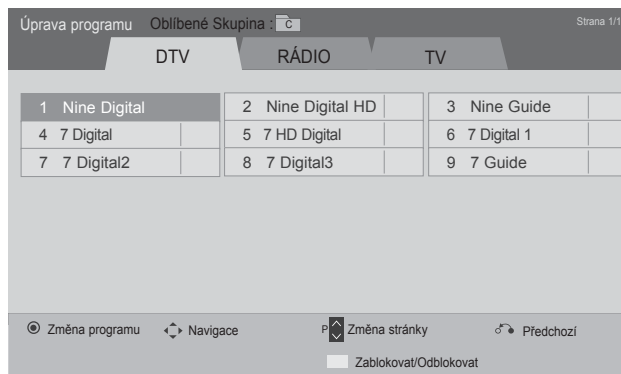 Úprava programu Oblíbené Skupina : C Strana 1/1
DTV RÁDIO TV
1 Nine Digital 2 Nine Digital HD 3 Nine Guide
4 7 Digital 5 7 HD Digital 6 7 Digital 1
7 7 Digital2 8 7 Digital3 9 7 Guide
Změna programu Navigace P Změna stránky Předchozí
Zablokovat/Odblokovat